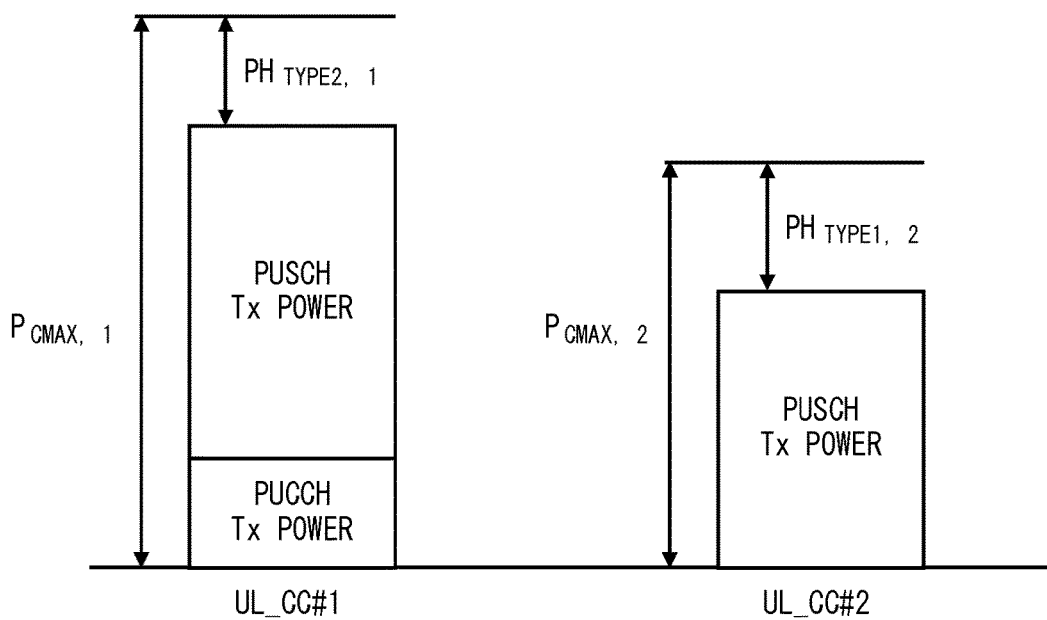 PH TYPE2, 1
PUSCH
Tx POWER
P CMAX, 1
PUCCH
Tx POWER
UL_CC#1
PH TYPE1, 2
P CMAX, 2
PUSCH
Tx POWER
UL_CC#2